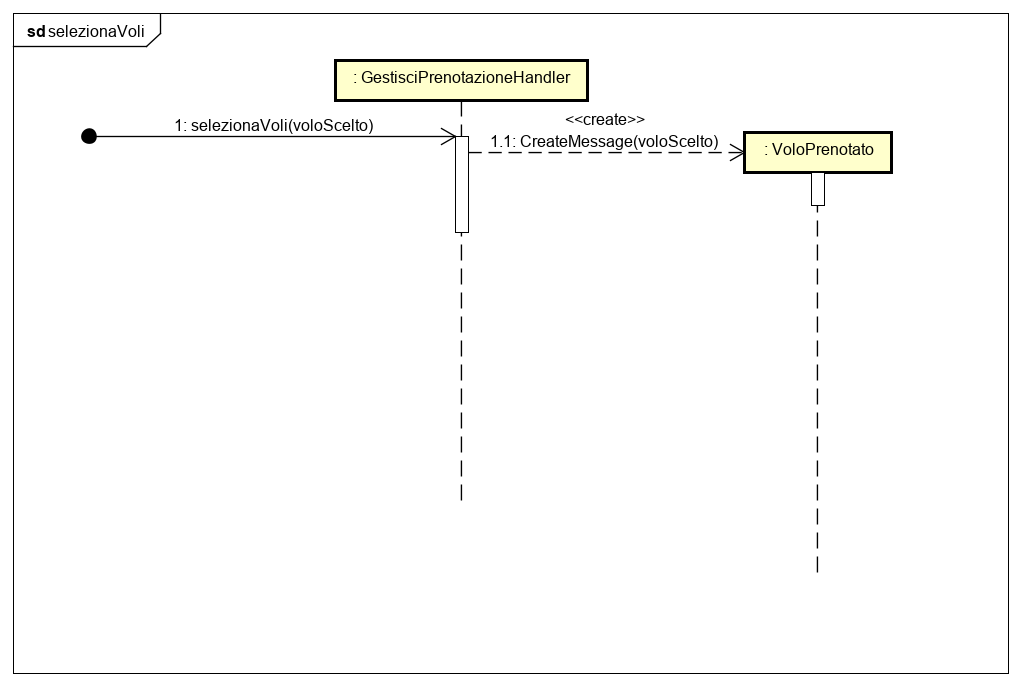 sd selezionaVoli
: GestisciPrenotazioneHandler
1: selezionaVoli(voloScelto)
<<create>>
1.1: CreateMessage(voloScelto)
: VoloPrenotato